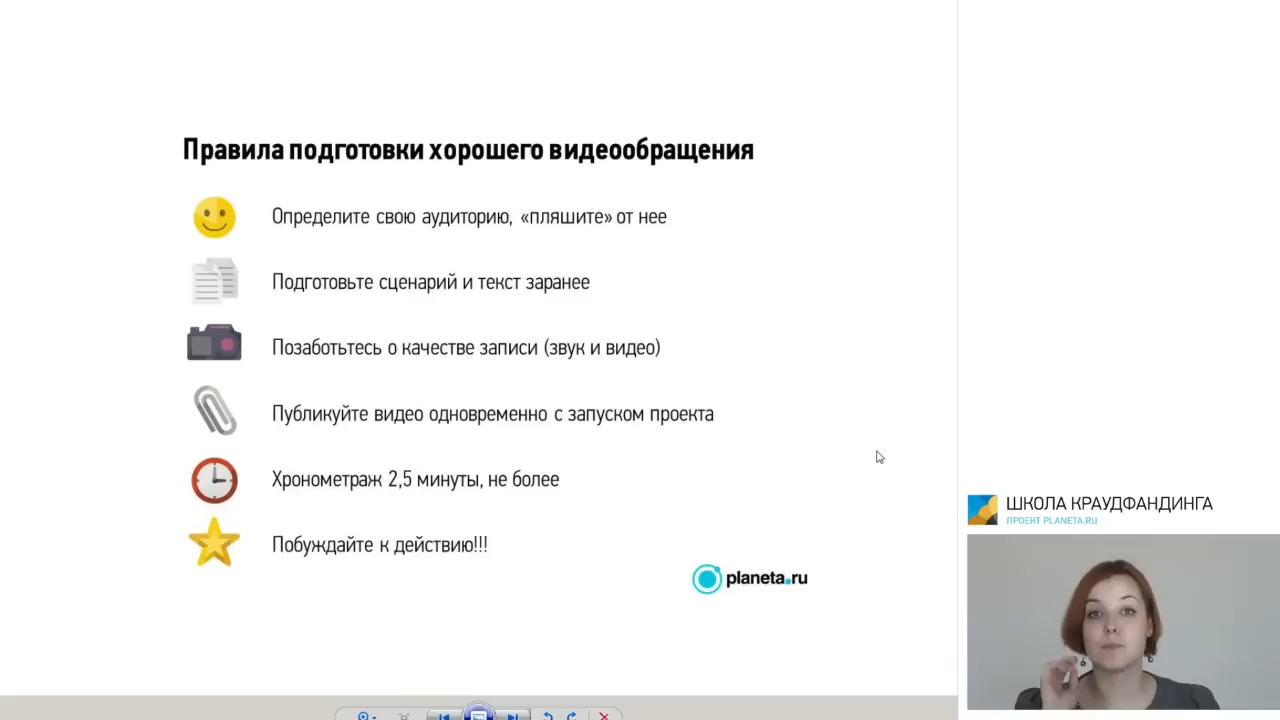 Правила подготовки хорошего видеообращения
Определите свою аудиторию, «пляшите» от нее
Подготовьте сценарий и текст заранее
Позаботьтесь о качестве записи (звук и видео)
Публикуйте видео одновременно с запуском проекта
Хронометраж 2,5 минуты, не более
Побуждайте к действию!!!
planeta.ru
ШКОЛА КРАУДФАНДИНГА
ПРОЕКТ PLANETA.RU